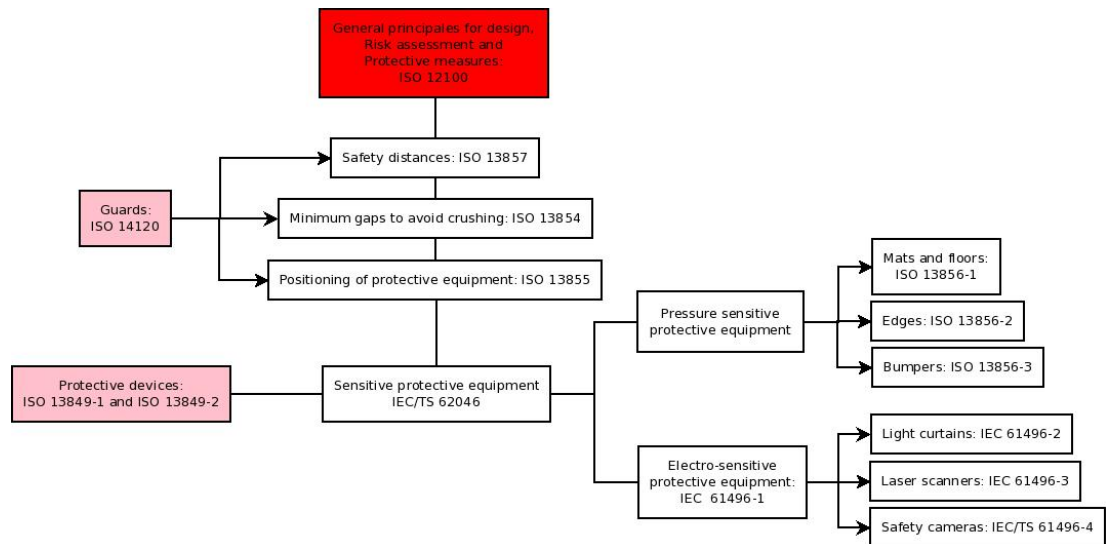 General principaies for design,
Risk assessment and
Protective measures:
ISO 12100
Safety distances: ISO 13857
Guards:
ISO 14120
Minimum gaps to avoid crushing: ISO 13854
Positioning of protective equipment: ISO 13855
Mats and floors:
ISO 13856-1
Pressure sensitive
protective equipment
Edges: ISO 13856-2
Bumpers: ISO 13856-3
Protective devices:
ISO 13849-1 and ISO 13849-2
Sensitive protective equipment
IEC/TS 62046
Light curtains: IEC 61496-2
Electro-sensitive
protective equipment:
IEC  61496-1
Laser scanners: IEC 61496-3
Safety cameras: IEC/TS 61496-4